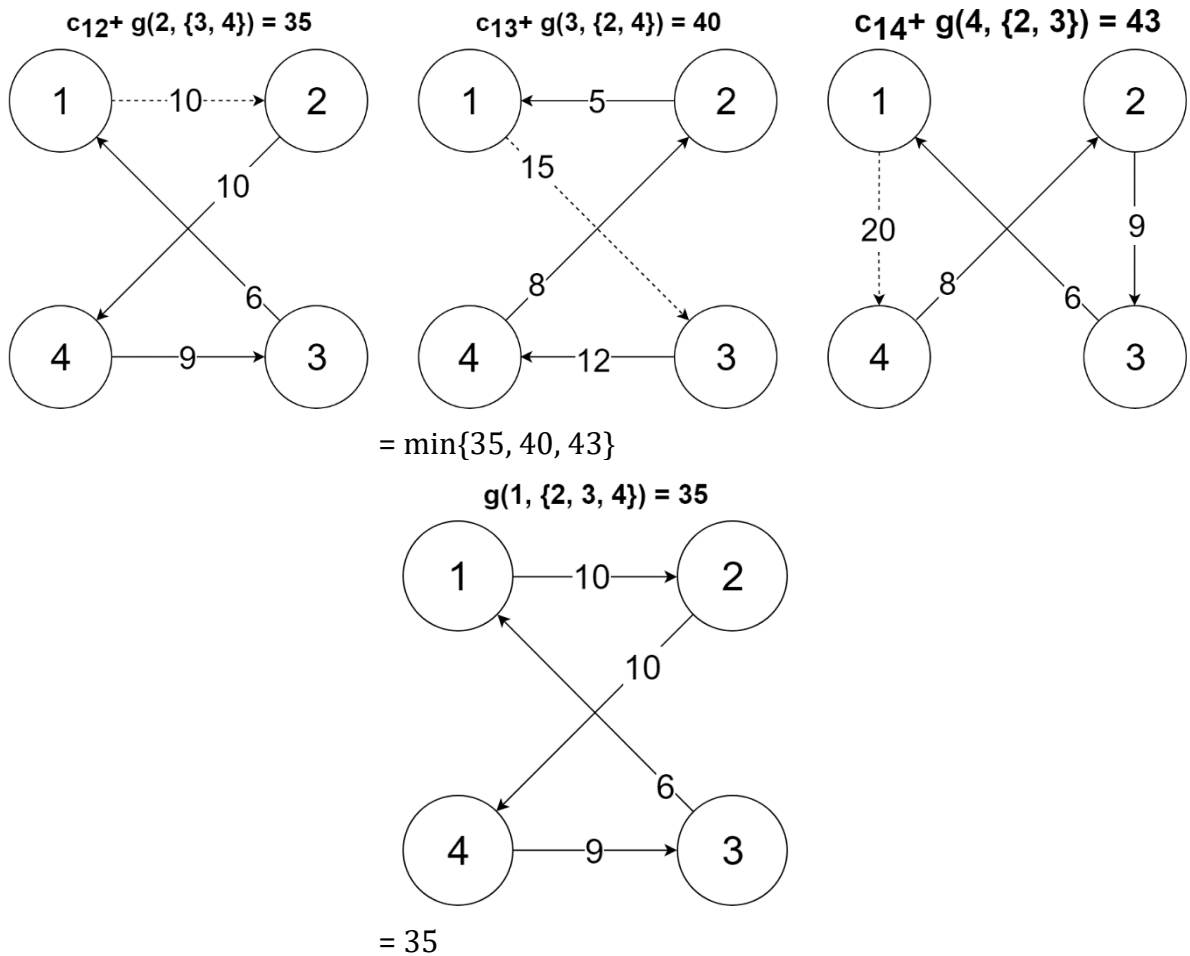 c12+ g(2, {3, 4}) = 35
c13+ g(3, {2, 4}) = 40
c14+ g(4, {2, 3}) = 43
1 10 2
10
6
4 9 3
1 5 2
15
8
4 12 3
1 2
20 9
8 6
4 3
= min{35, 40, 43}
g(1, {2, 3, 4}) = 35
1 10 2
10
6
4 9 3
= 35